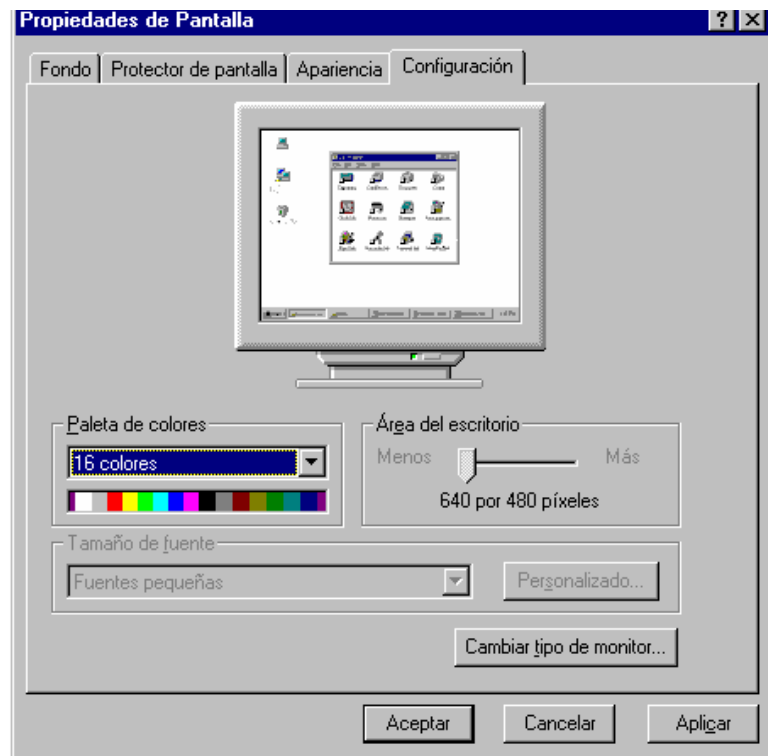 Propiedades de Pantalla
Fondo Protector de pantalla Apariencia Configuración
Paleta de colores
16 colores
Área del escritorio
Menos Más
640 por 480 píxeles
Tamaño de fuente
Fuentes pequeñas
Personalizado...
Cambiar tipo de monitor...
Aceptar Cancelar Aplicar